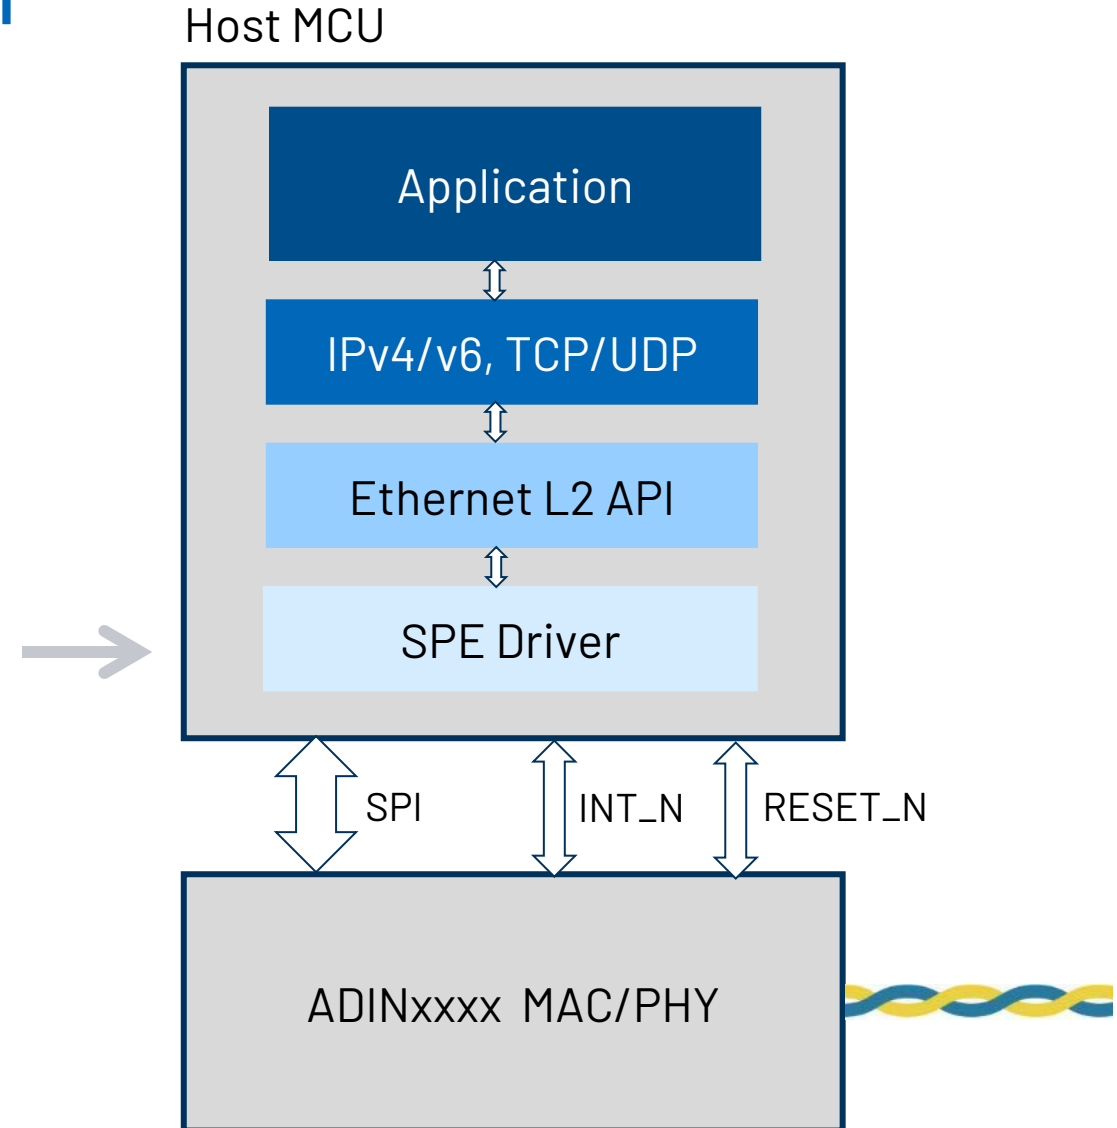 Host MCU
Application
IPv4/v6, TCP/UDP
Ethernet L2 API
SPE Driver
SPI
INT_N
RESET_N
ADINxxxx MAC/PHY